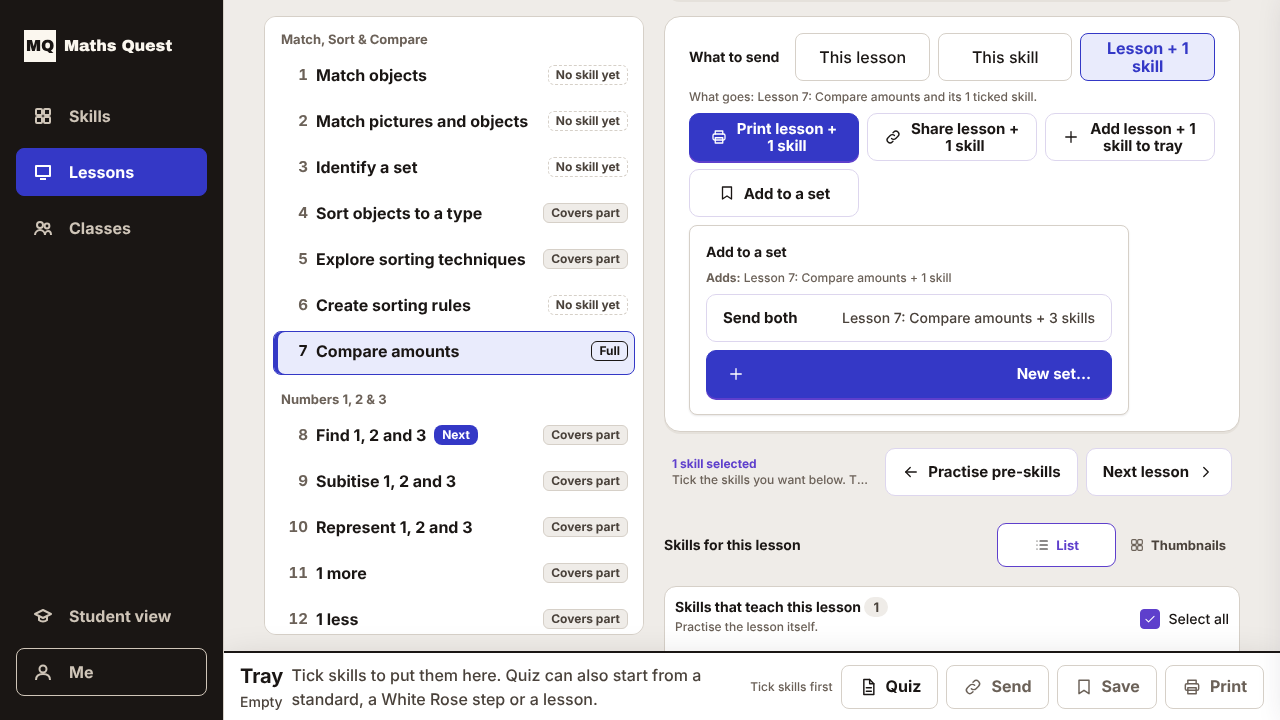 MQ Maths Quest
Skills
Lessons
Classes
Student view
Me
Match, Sort & Compare
1 Match objects No skill yet
2 Match pictures and objects No skill yet
3 Identify a set No skill yet
4 Sort objects to a type Covers part
5 Explore sorting techniques Covers part
6 Create sorting rules No skill yet
7 Compare amounts Full
Numbers 1, 2 & 3
8 Find 1, 2 and 3 Next Covers part
9 Subitise 1, 2 and 3 Covers part
10 Represent 1, 2 and 3 Covers part
11 1 more Covers part
12 1 less Covers part
What to send
This lesson
This skill
Lesson + 1
skill
What goes: Lesson 7: Compare amounts and its 1 ticked skill.
Print lesson +
1 skill
Share lesson +
1 skill
Add lesson + 1
skill to tray
Add to a set
Add to a set
Adds: Lesson 7: Compare amounts + 1 skill
Send both Lesson 7: Compare amounts + 3 skills
New set...
1 skill selected
Tick the skills you want below. T...
Practise pre-skills
Next lesson
Skills for this lesson
List
Thumbnails
Skills that teach this lesson 1
Practise the lesson itself.
Select all
Tray
Empty
Tick skills to put them here. Quiz can also start from a
standard, a White Rose step or a lesson.
Tick skills first
Quiz
Send
Save
Print